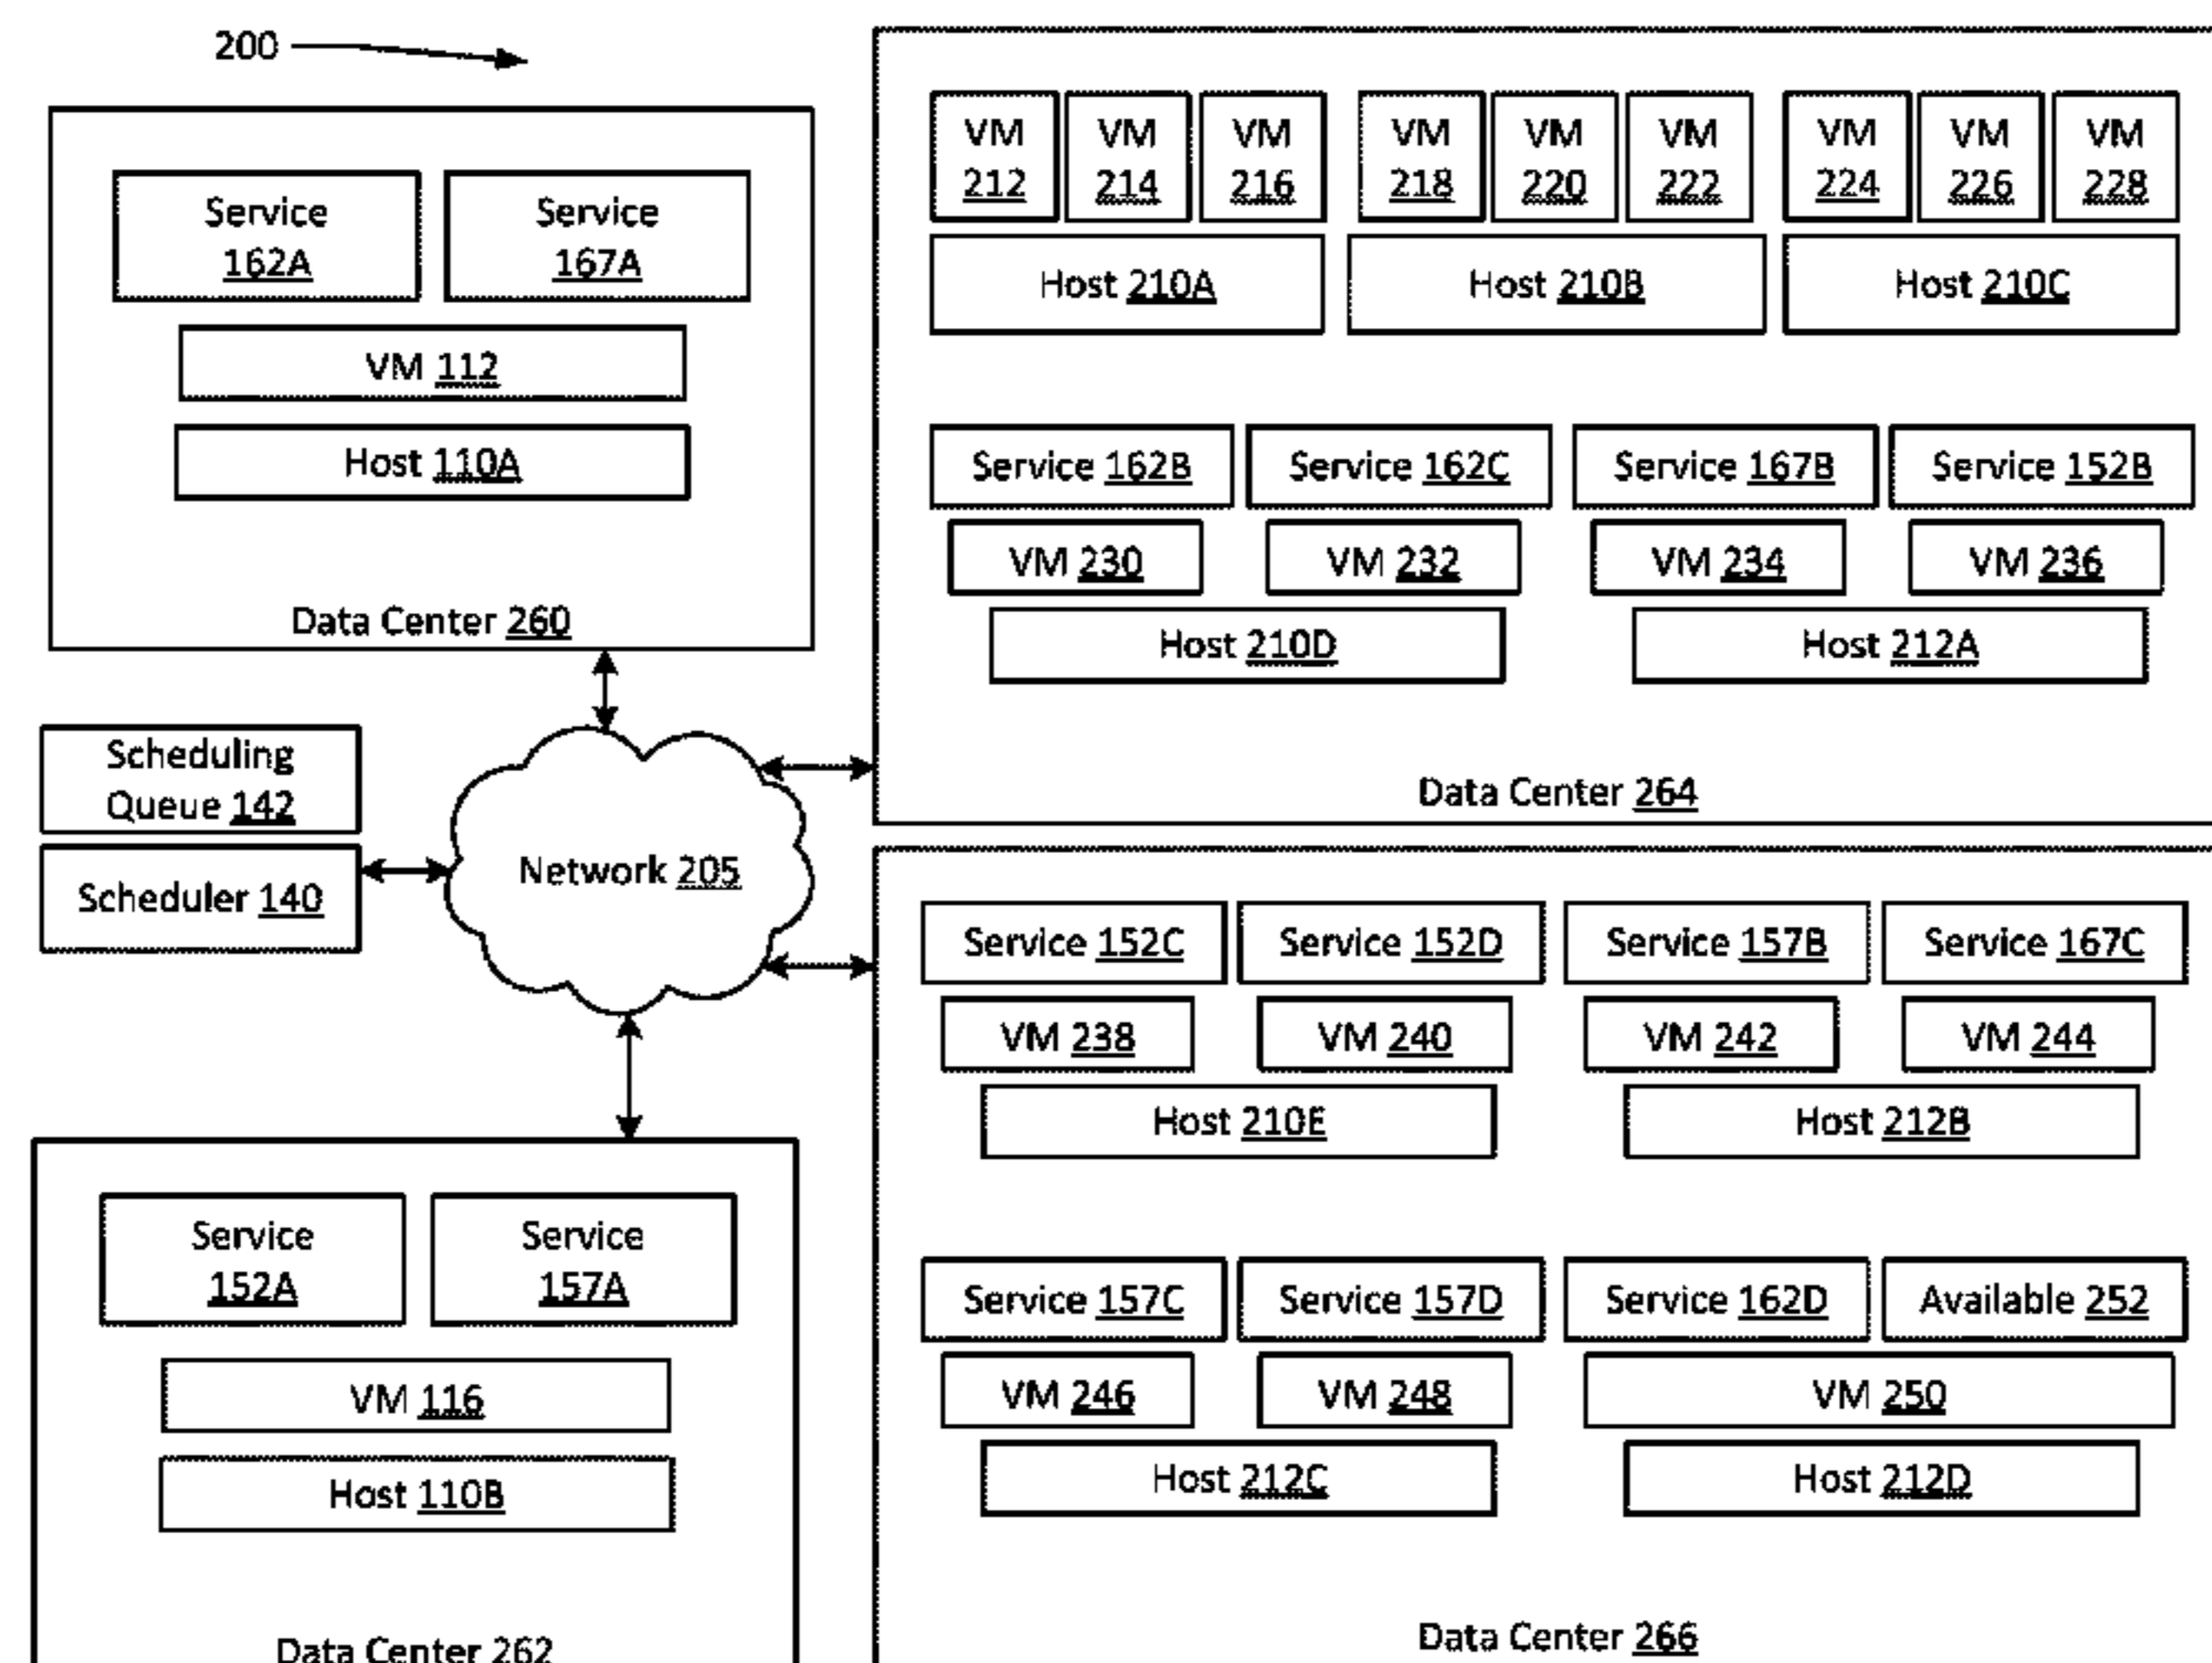 200
Service
162A
Service
167A
VM 112
Host 110A
Data Center 260
VM
212
VM
214
VM
216
VM
218
VM
220
VM
222
VM
224
VM
226
VM
228
Host 210A
Host 210B
Host 210C
Service 162B
Service 162C
Service 167B
Service 152B
VM 230
VM 232
VM 234
VM 236
Host 210D
Host 212A
Data Center 264
Scheduling
Queue 142
Scheduler 140
Network 205
Service 152C
Service 152D
Service 157B
Service 167C
VM 238
VM 240
VM 242
VM 244
Host 210E
Host 212B
Service 157C
Service 157D
Service 162D
Available 252
VM 246
VM 248
VM 250
Host 212C
Host 212D
Data Center 266
Service
152A
Service
157A
VM 116
Host 110B
Data Center 262